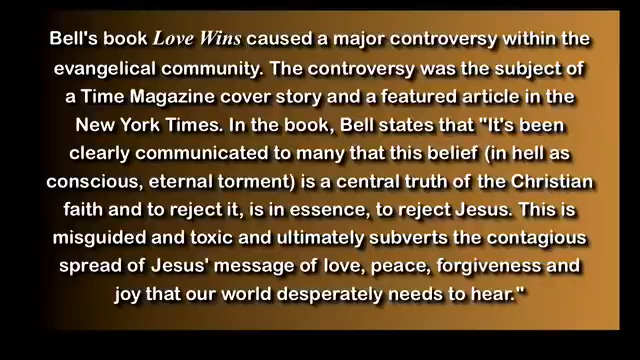 Bell's book Love Wins caused a major controversy within the
evangelical community. The controversy was the subject of
a Time Magazine cover story and a featured article in the
New York Times. In the book, Bell states that "It's been
clearly communicated to many that this belief (in hell as
conscious, eternal torment) is a central truth of the Christian
faith and to reject it, is in essence, to reject Jesus. This is
misguided and toxic and ultimately subverts the contagious
spread of Jesus' message of love, peace, forgiveness and
joy that our world desperately needs to hear."